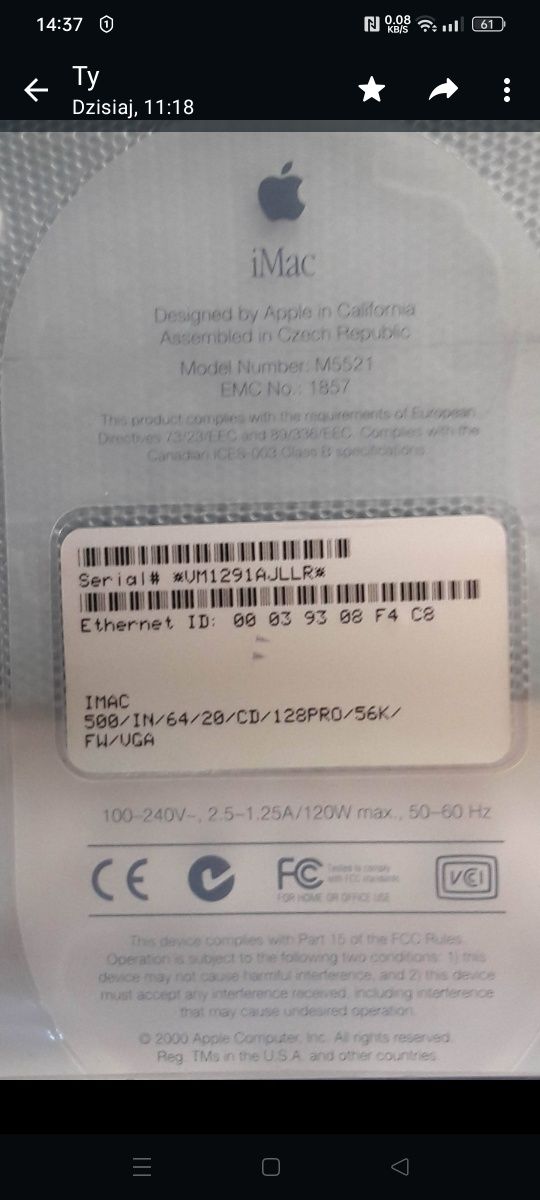 14:37
0.08
KB/S
61
Ty
Dzisiaj, 11:18
iMac
Designed by Apple in California
Assembled in Czech Republic
Model Number: M5521
EMC No.: 1857
This product complies with the requirements of European
Directives 73/23/EEC and 89/336/EEC. Complies with the
Canadian ICES-003 Class B specifications.
Serial# *VM1291AJLLR*
Ethernet ID: 00 03 93 08 F4 C8
IMAC
500/IN/64/20/CD/128PRO/56K/
FW/VGA
100-240V~, 2.5-1.25A/120W max., 50-60 Hz
CE
FC Tested to comply
with FCC standards
FOR HOME OR OFFICE USE
VCI
This device complies with Part 15 of the FCC Rules.
Operation is subject to the following two conditions: 1) this
device may not cause harmful interference, and 2) this device
must accept any interference received, including interference
that may cause undesired operation.
© 2000 Apple Computer, Inc. All rights reserved.
Reg. TMs in the U.S.A. and other countries.